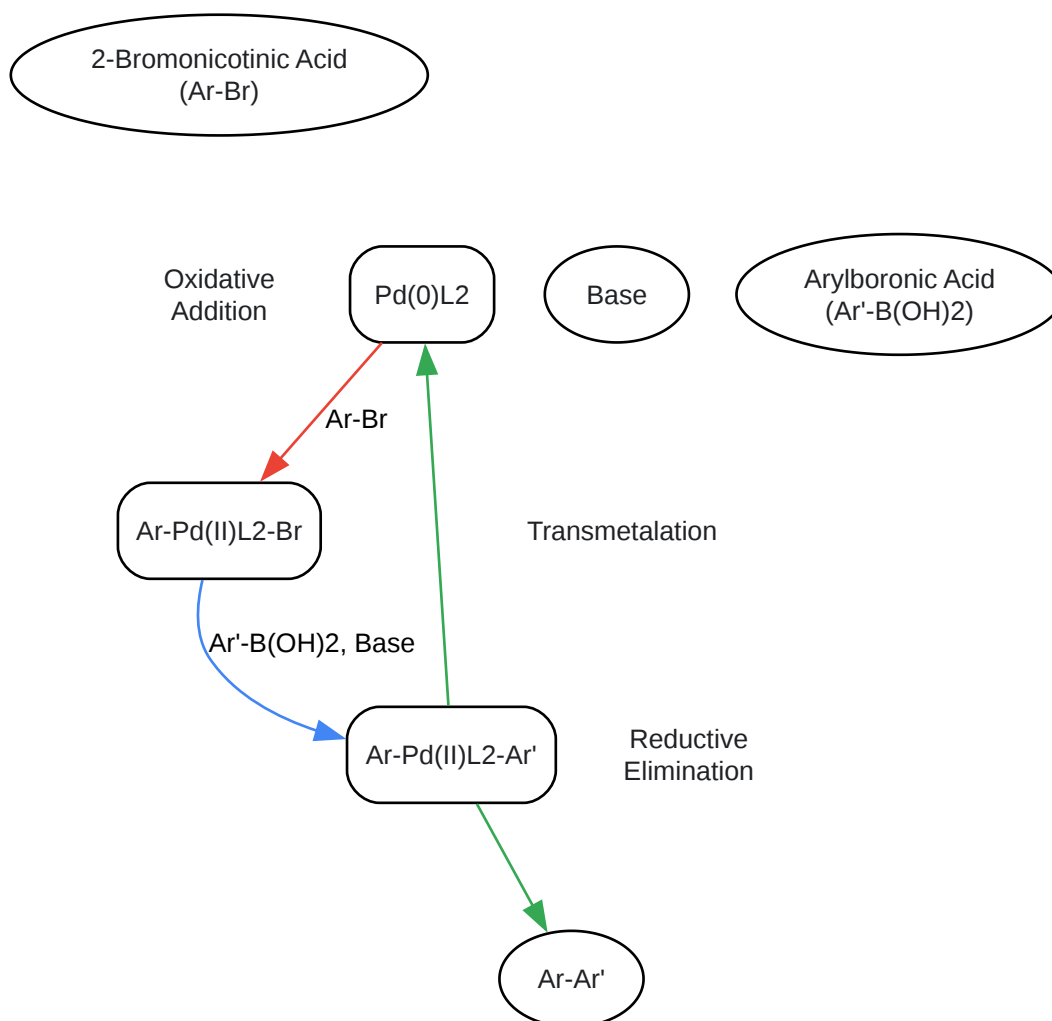 2-Bromonicotinic Acid
(Ar-Br)
Oxidative
Addition
Pd(0)L2
Base
Arylboronic Acid
(Ar'-B(OH)2)
Ar-Br
Ar-Pd(II)L2-Br
Transmetalation
Ar'-B(OH)2, Base
Ar-Pd(II)L2-Ar'
Reductive
Elimination
Ar-Ar'